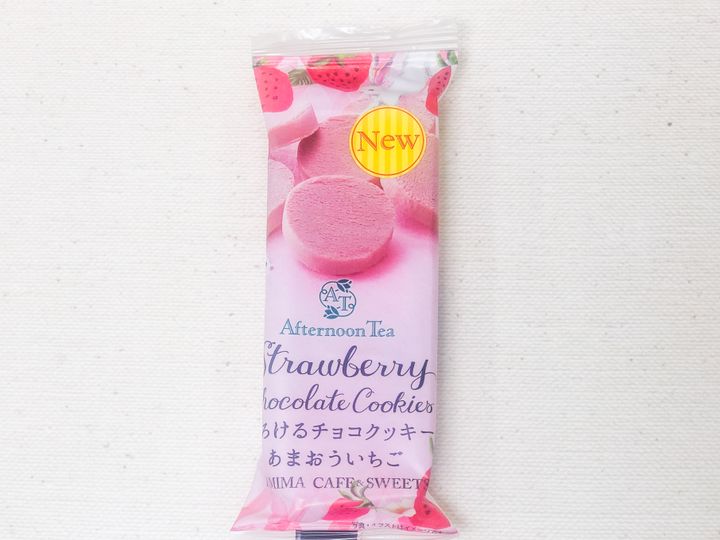 New
AT
Afternoon Tea
Strawberry
hocolate Cookies
ろけるチョコクッキー
あまおういちご
MIMA CAFE&SWEETS